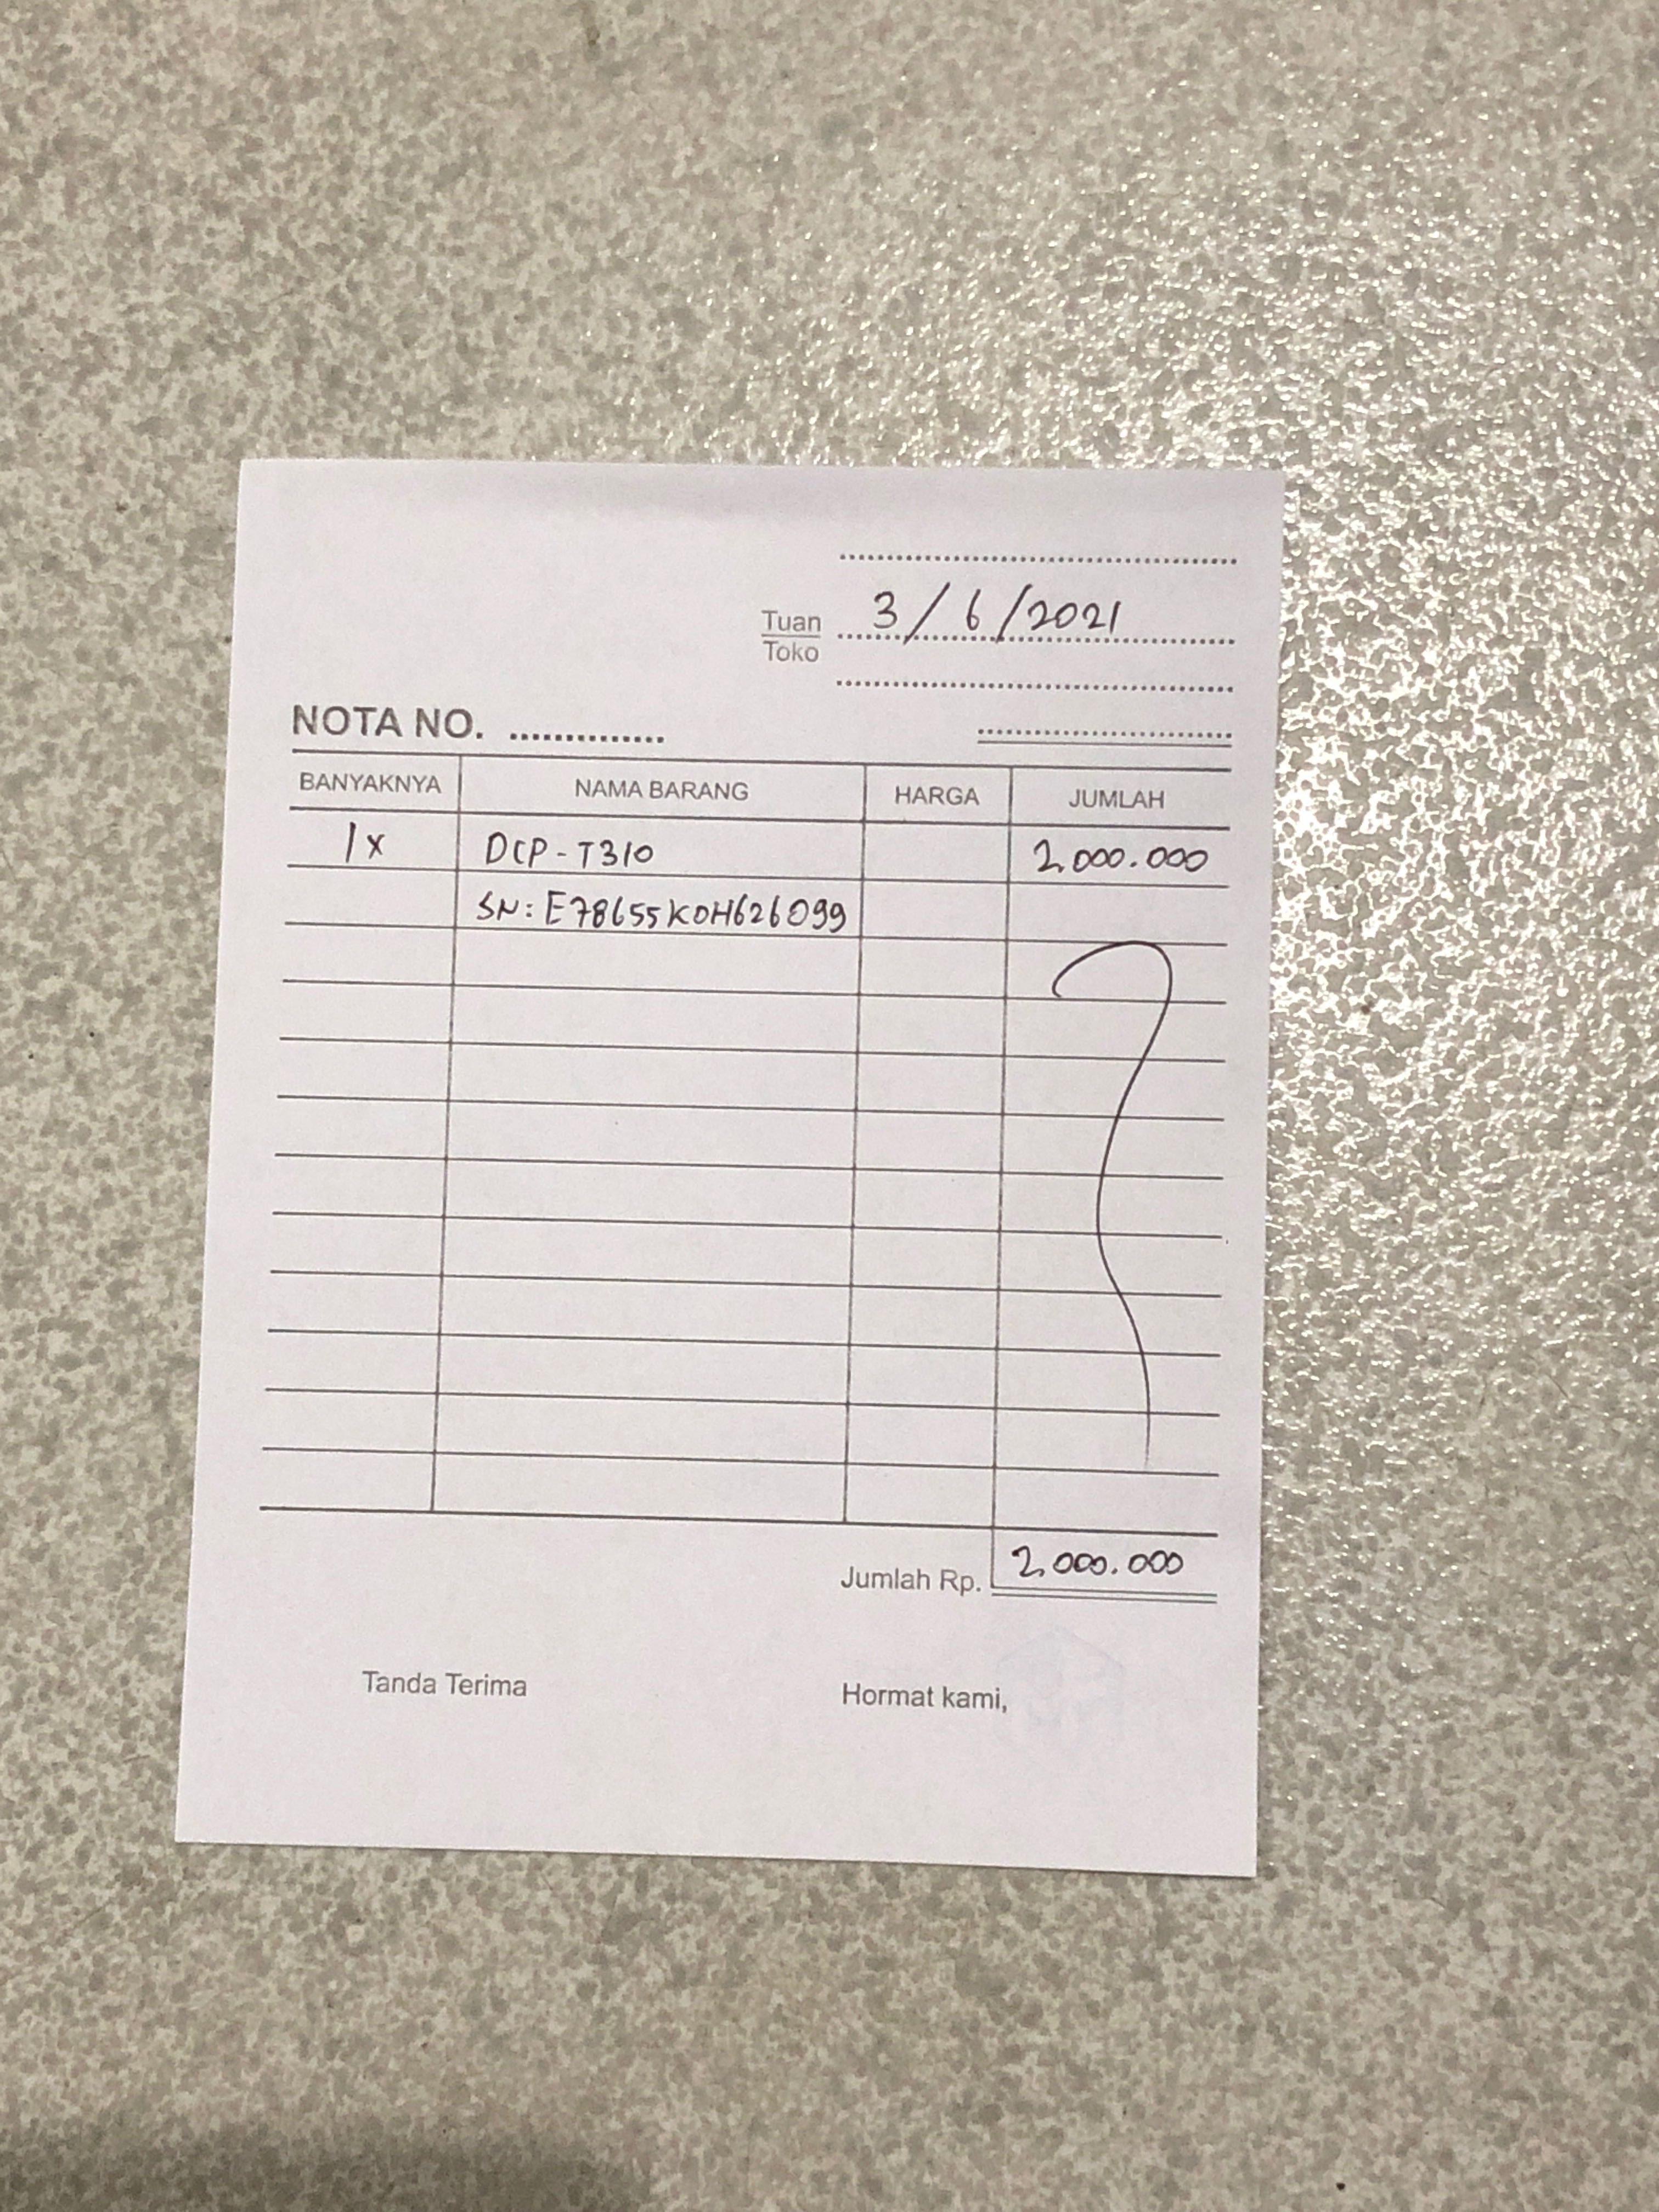 Tuan
Toko
3/6/2021
NOTA NO. ..............
BANYAKNYA NAMA BARANG HARGA JUMLAH
1x DCP-T310 2.000.000
SN: E78655K0H626099
Jumlah Rp. 2.000.000
Tanda Terima Hormat kami,